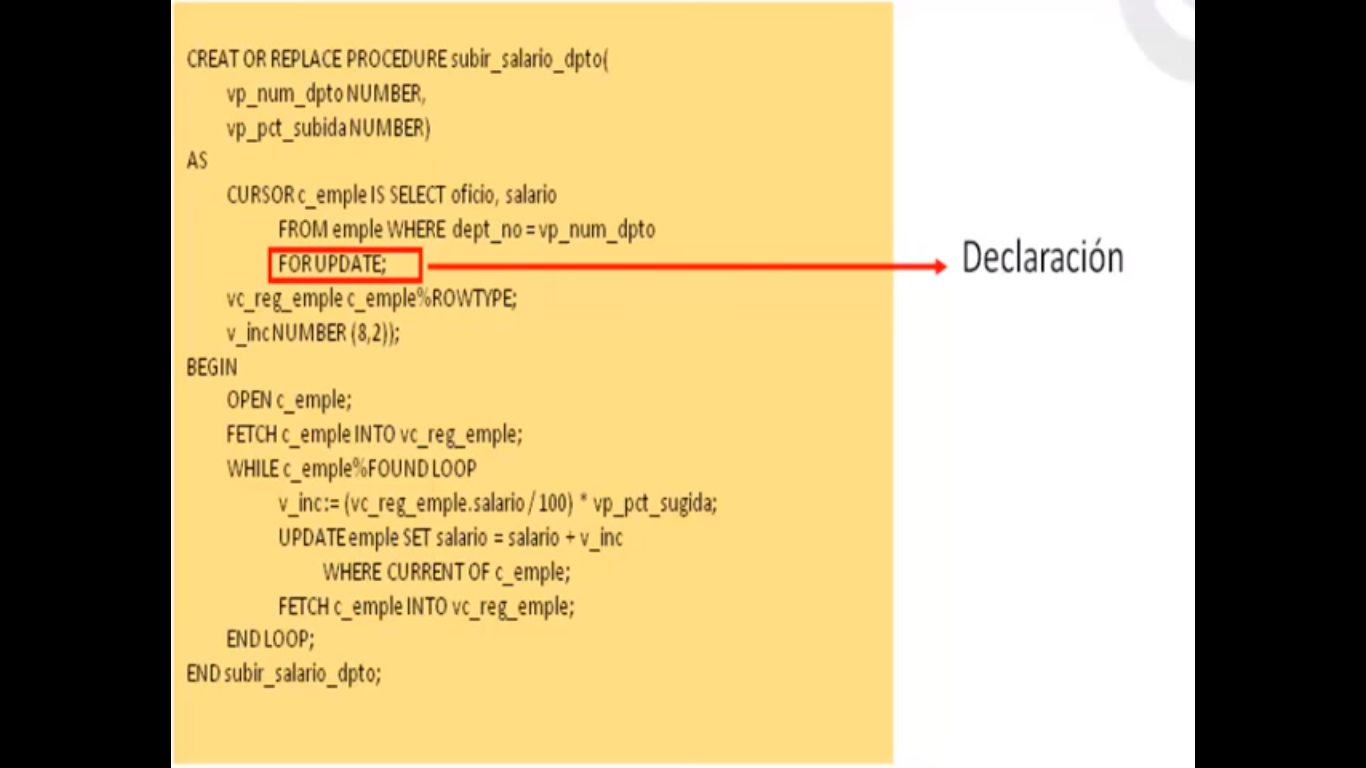 CREAT OR REPLACE PROCEDURE subir_salario_dpto(
vp_num_dpto NUMBER,
vp_pct_subida NUMBER)
AS
CURSOR c_emple IS SELECT oficio, salario
FROM emple WHERE dept_no = vp_num_dpto
FOR UPDATE;
Declaración
vc_reg_emple c_emple%ROWTYPE;
v_inc NUMBER (8,2));
BEGIN
OPEN c_emple;
FETCH c_emple INTO vc_reg_emple;
WHILE c_emple%FOUND LOOP
v_inc := (vc_reg_emple.salario / 100) * vp_pct_sugida;
UPDATE emple SET salario = salario + v_inc
WHERE CURRENT OF c_emple;
FETCH c_emple INTO vc_reg_emple;
END LOOP;
END subir_salario_dpto;